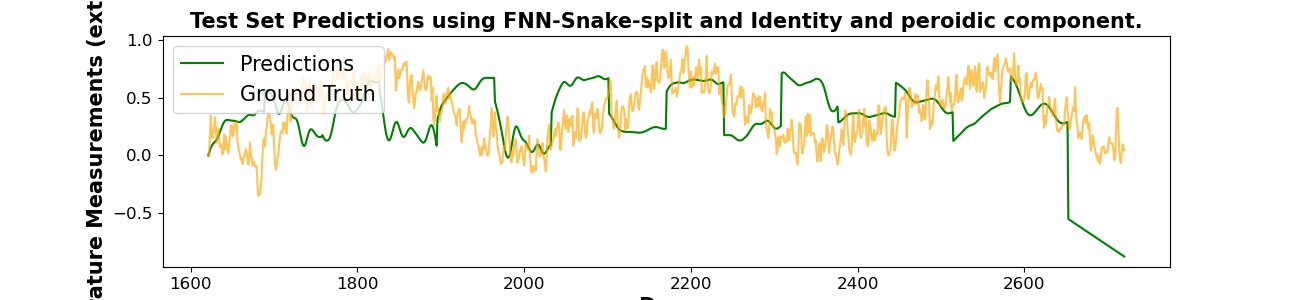 Test Set Predictions using FNN-Snake-split and Identity and peroidic component.
Measurements
1.0
0.5
0.0
−0.5
Predictions
Ground Truth
1600
1800
2000
2200
2400
2600